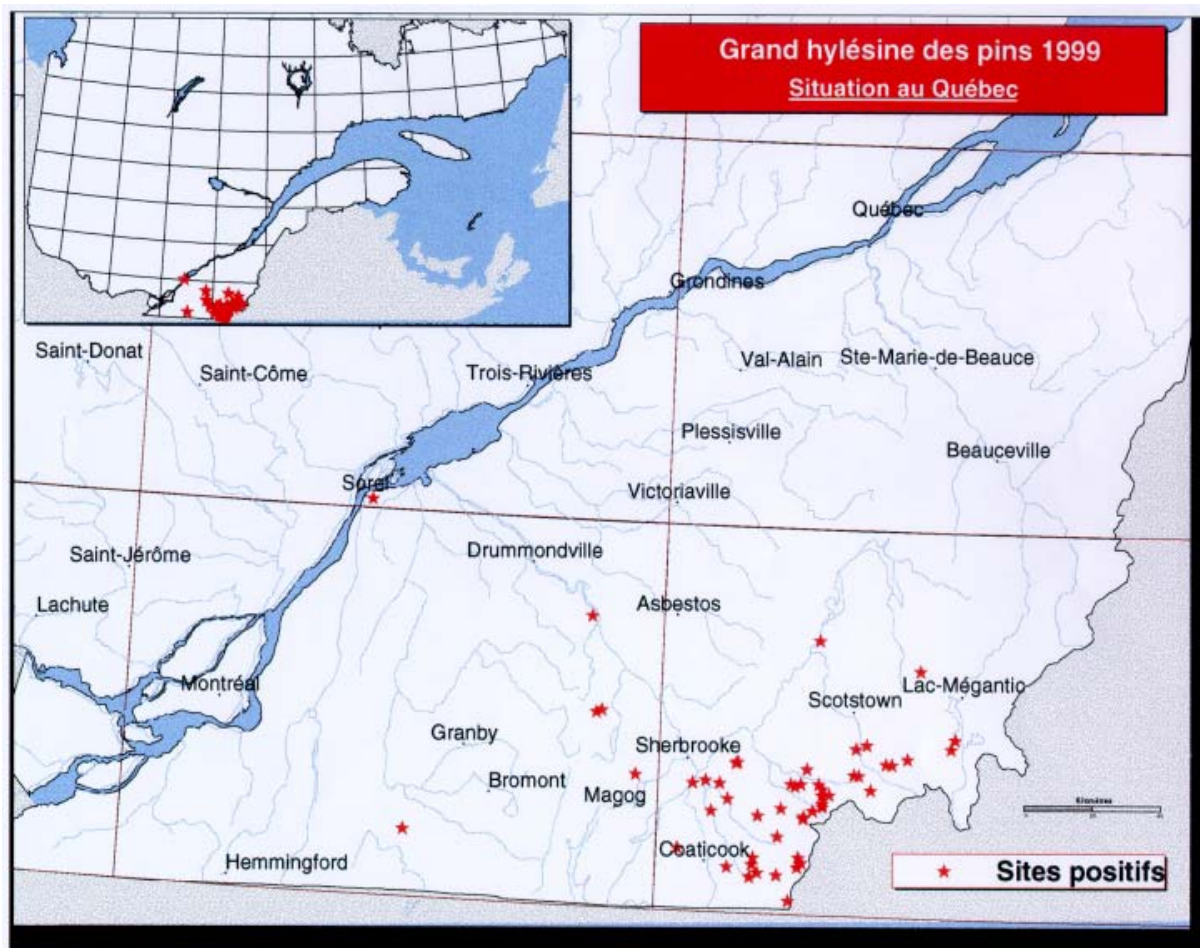 Grand hylésine des pins 1999
Situation au Québec
Québec
Grondines
Saint-Donat
Saint-Côme
Trois-Rivières
Val-Alain
Ste-Marie-de-Beauce
Plessisville
Beauceville
Sorel
Victoriaville
Saint-Jérôme
Drummondville
Lachute
Asbestos
Montréal
Scotstown
Lac-Mégantio
Granby
Sherbrooke
Bromont
Magog
Hemmingford
Coaticook
Sites positifs